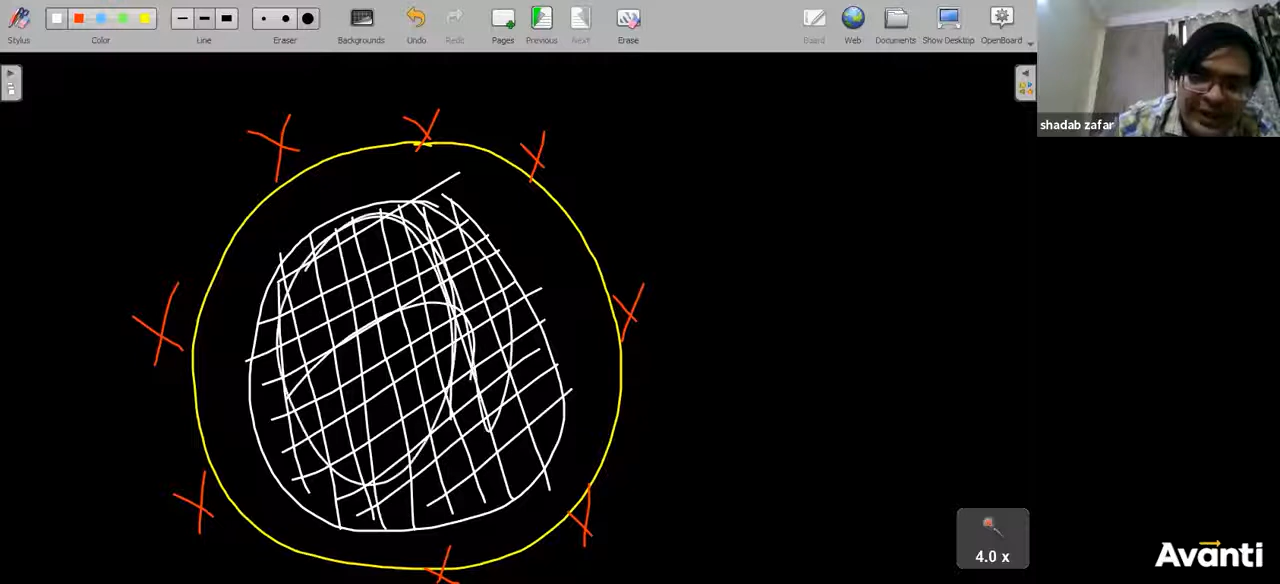 Stylus
Color
Line
Eraser
Backgrounds
Undo
Redo
Pages
Previous
Next
Erase
Board
Web
Documents
Show Desktop
OpenBoard
shadab zafar
4.0 x
Avanti